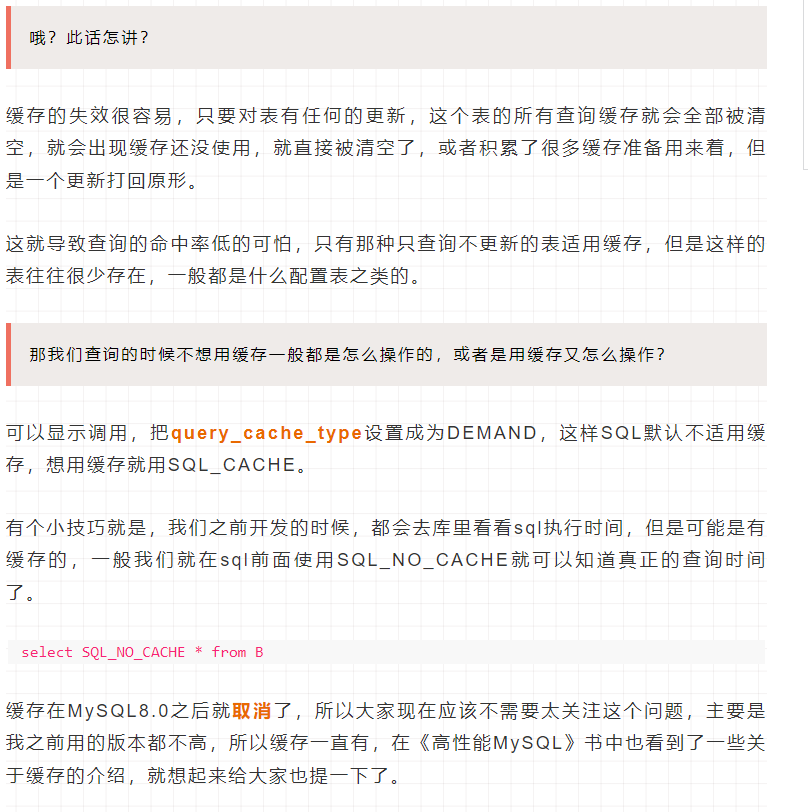 哦？此话怎讲？
缓存的失效很容易，只要对表有任何的更新，这个表的所有查询缓存就会全部被清
空，就会出现缓存还没使用，就直接被清空了，或者积累了很多缓存准备用来着，但
是一个更新打回原形。
这就导致查询的命中率低的可怕，只有那种只查询不更新的表适用缓存，但是这样的
表往往很少存在，一般都是什么配置表之类的。
那我们查询的时候不想用缓存一般都是怎么操作的，或者是用缓存又怎么操作？
可以显示调用，把query_cache_type设置成为DEMAND，这样SQL默认不适用缓
存，想用缓存就用SQL_CACHE。
有个小技巧就是，我们之前开发的时候，都会去库里看看sql执行时间，但是可能是有
缓存的，一般我们就在sql前面使用SQL_NO_CACHE就可以知道真正的查询时间
了。
select SQL_NO_CACHE * from B
缓存在MySQL8.0之后就取消了，所以大家现在应该不需要太关注这个问题，主要是
我之前用的版本都不高，所以缓存一直有，在《高性能MySQL》书中也看到了一些关
于缓存的介绍，就想起来给大家也提一下了。